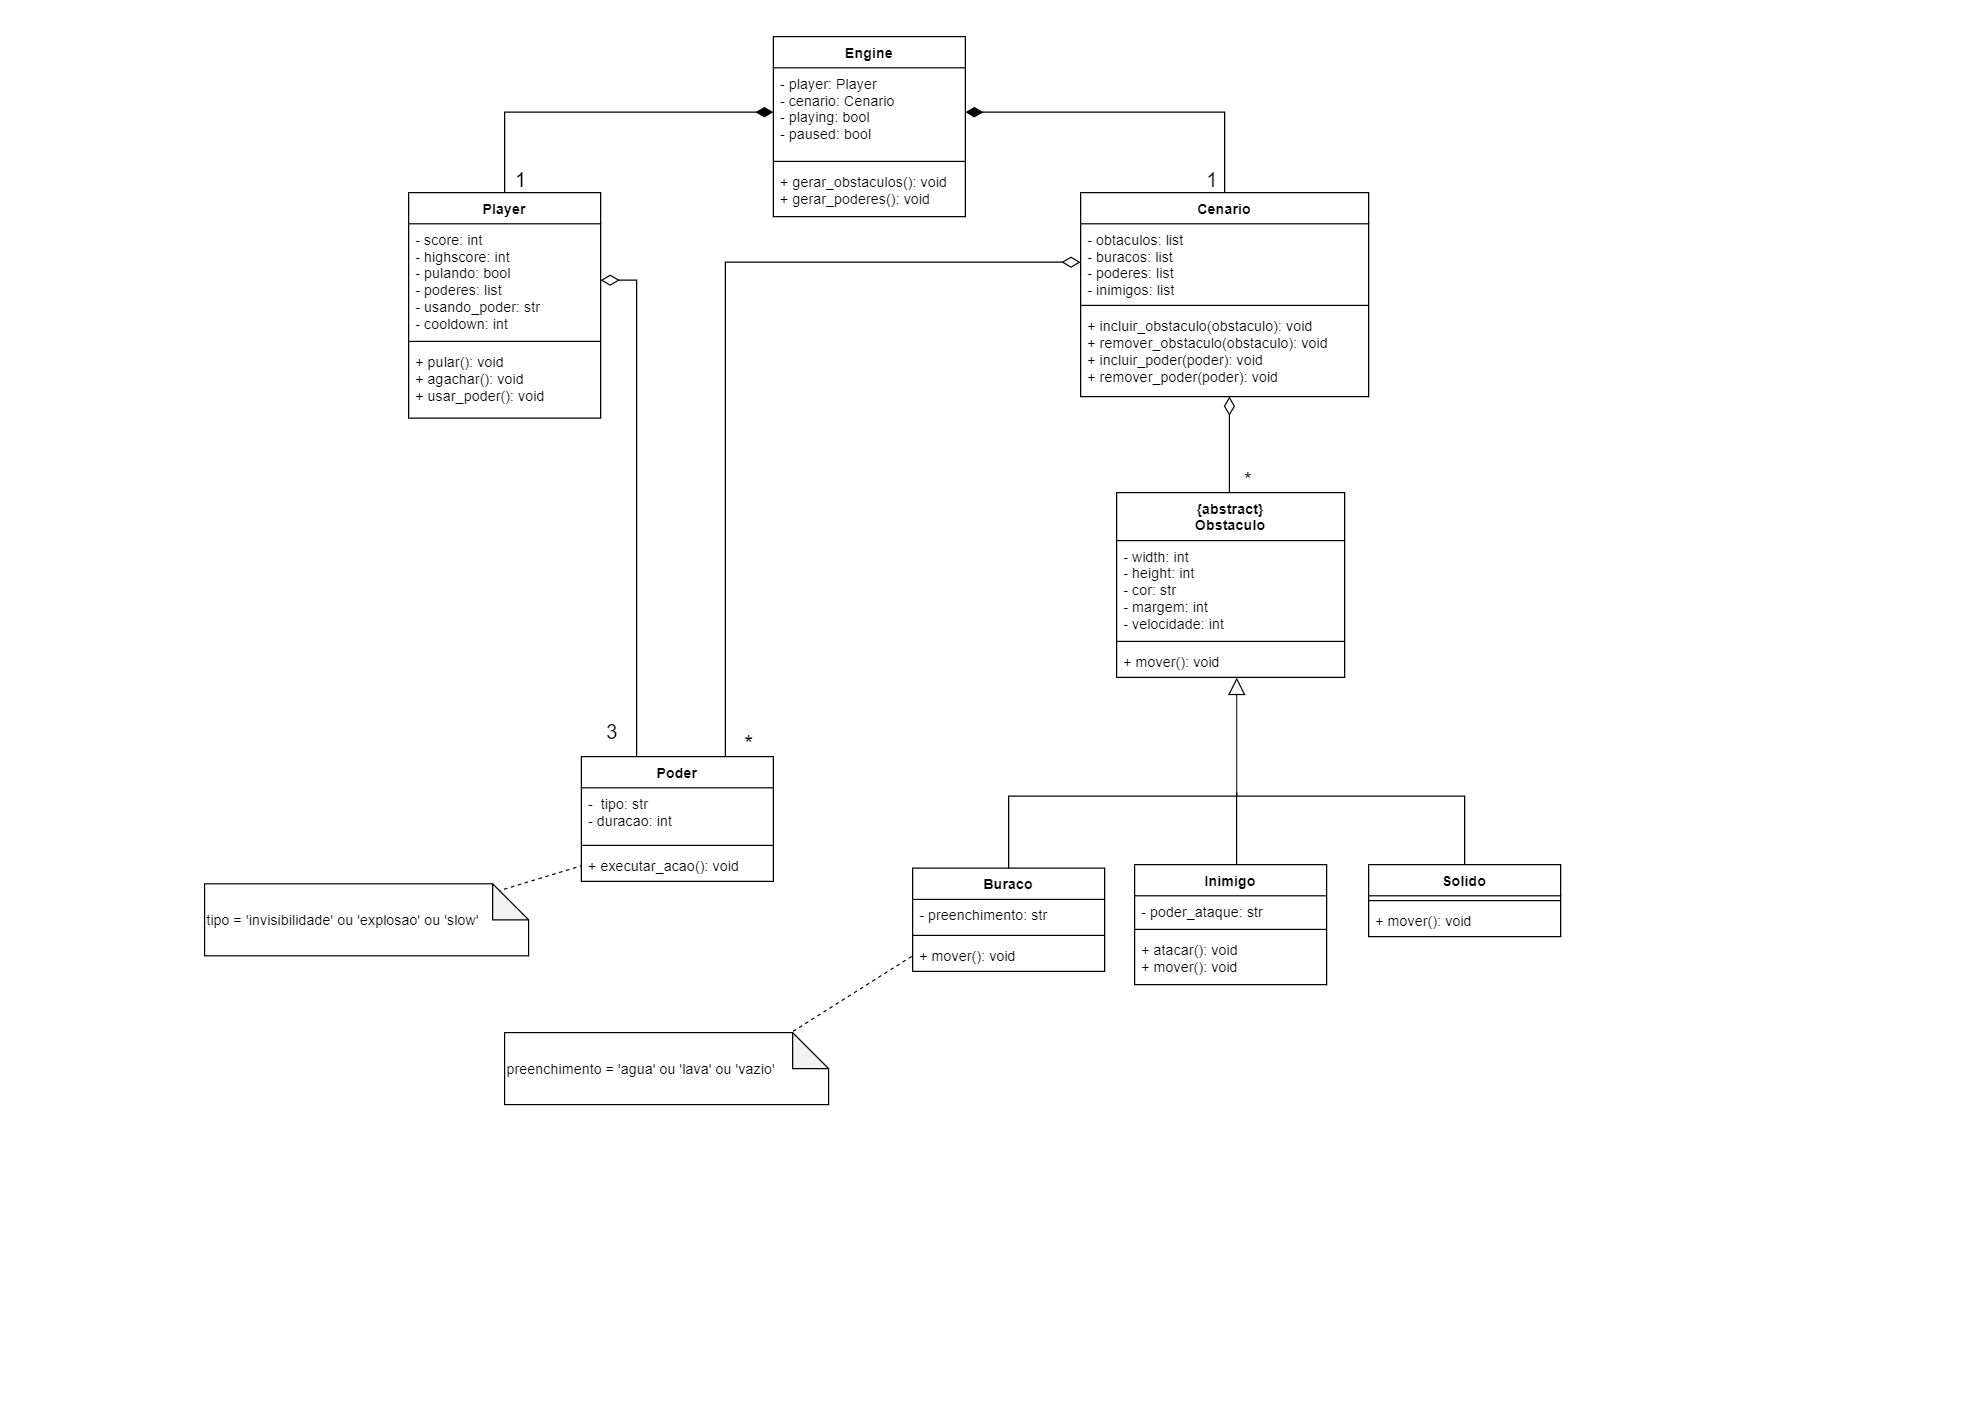 Engine
- player: Player
- cenario: Cenario
- playing: bool
- paused: bool
+ gerar_obstaculos(): void
+ gerar_poderes(): void
1
Player
- score: int
- highscore: int
- pulando: bool
- poderes: list
- usando_poder: str
- cooldown: int
+ pular(): void
+ agachar(): void
+ usar_poder(): void
1
Cenario
- obtaculos: list
- buracos: list
- poderes: list
- inimigos: list
+ incluir_obstaculo(obstaculo): void
+ remover_obstaculo(obstaculo): void
+ incluir_poder(poder): void
+ remover_poder(poder): void
*
{abstract}
Obstaculo
- width: int
- height: int
- cor: str
- margem: int
- velocidade: int
+ mover(): void
3
*
Poder
-  tipo: str
- duracao: int
+ executar_acao(): void
tipo = 'invisibilidade' ou 'explosao' ou 'slow'
Buraco
- preenchimento: str
+ mover(): void
Inimigo
- poder_ataque: str
+ atacar(): void
+ mover(): void
Solido
+ mover(): void
preenchimento = 'agua' ou 'lava' ou 'vazio'